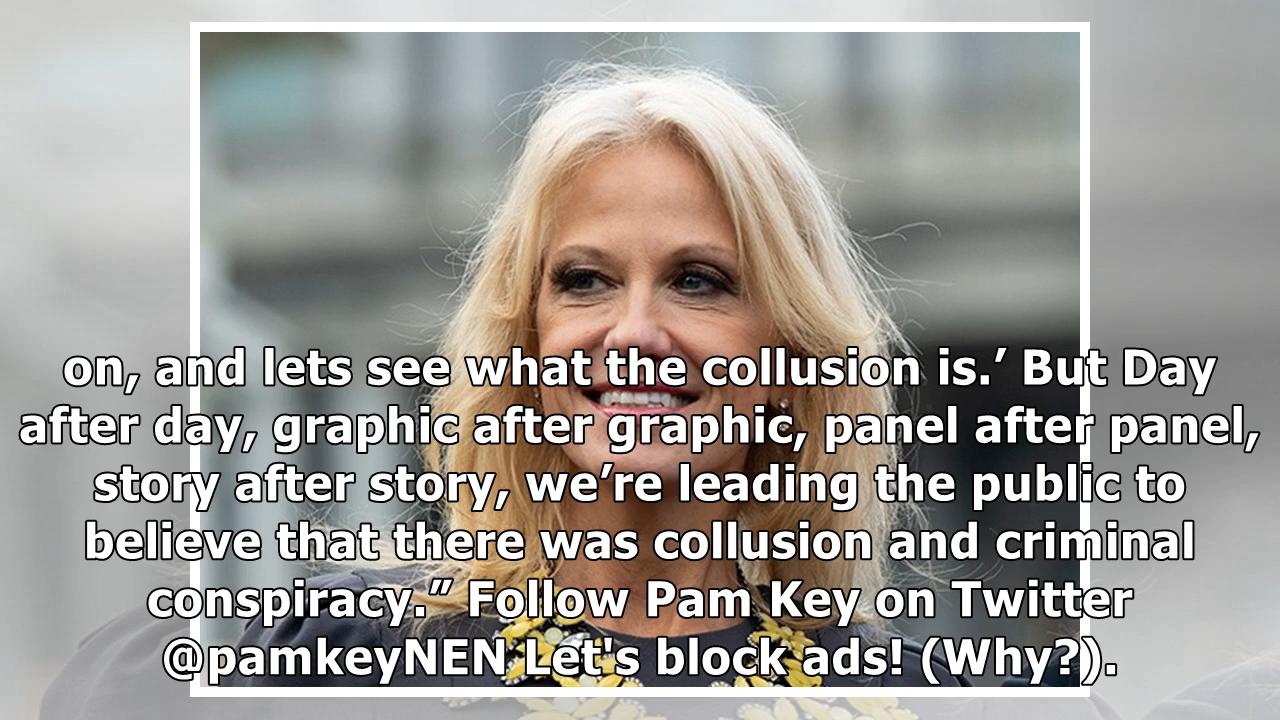 on, and lets see what the collusion is.’ But Day
after day, graphic after graphic, panel after panel,
story after story, we’re leading the public to
believe that there was collusion and criminal
conspiracy.” Follow Pam Key on Twitter
@pamkeyNEN Let's block ads! (Why?).